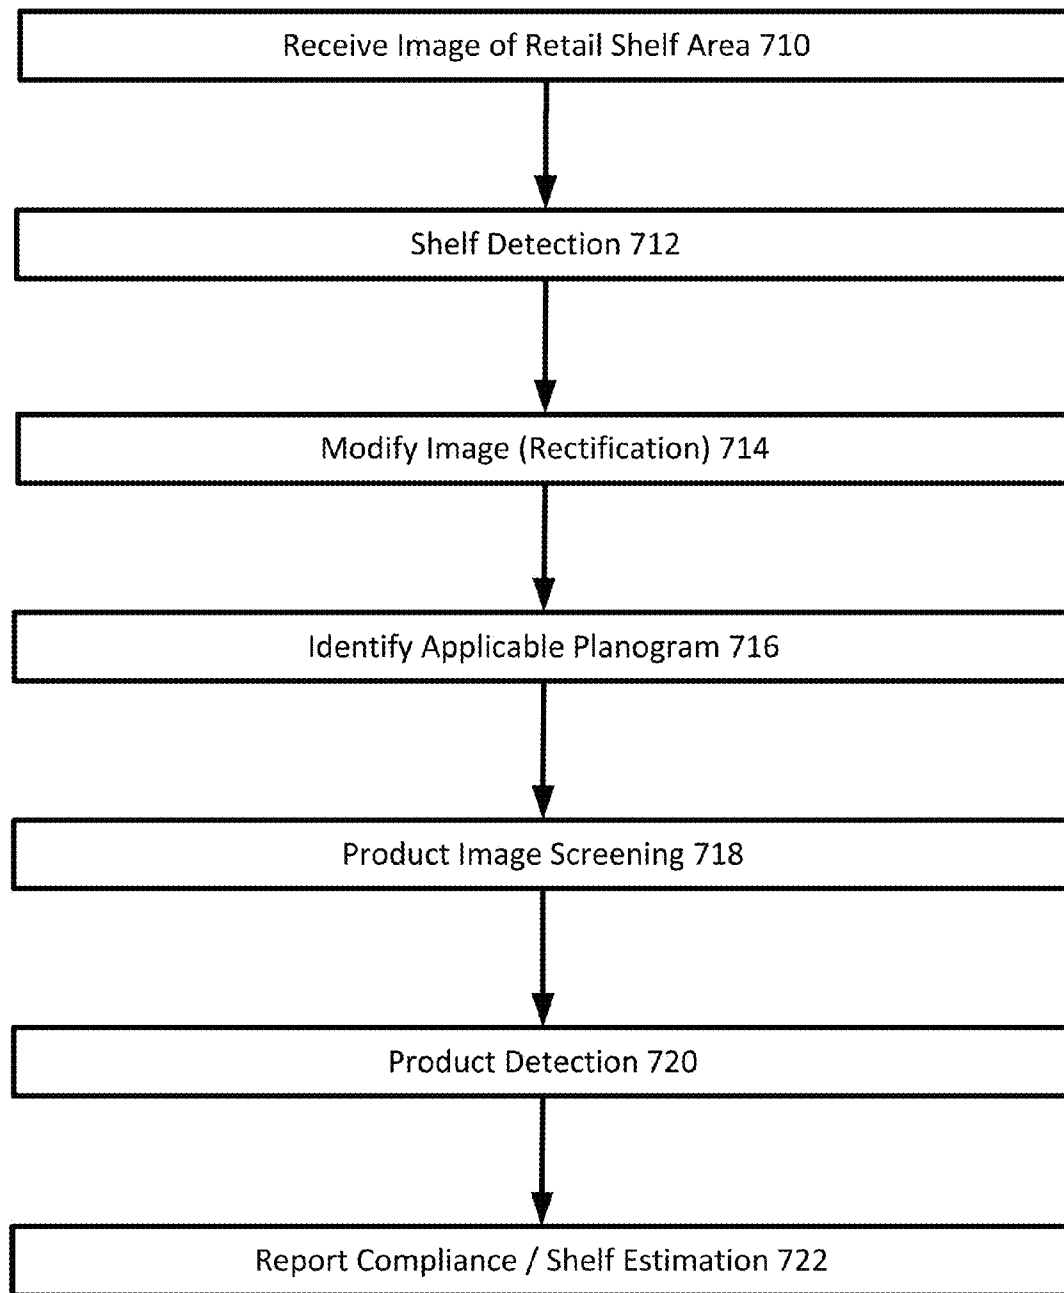 Receive Image of Retail Shelf Area 710
Shelf Detection 712
Modify Image (Rectification) 714
Identify Applicable Planogram 716
Product Image Screening 718
Product Detection 720
Report Compliance / Shelf Estimation 722